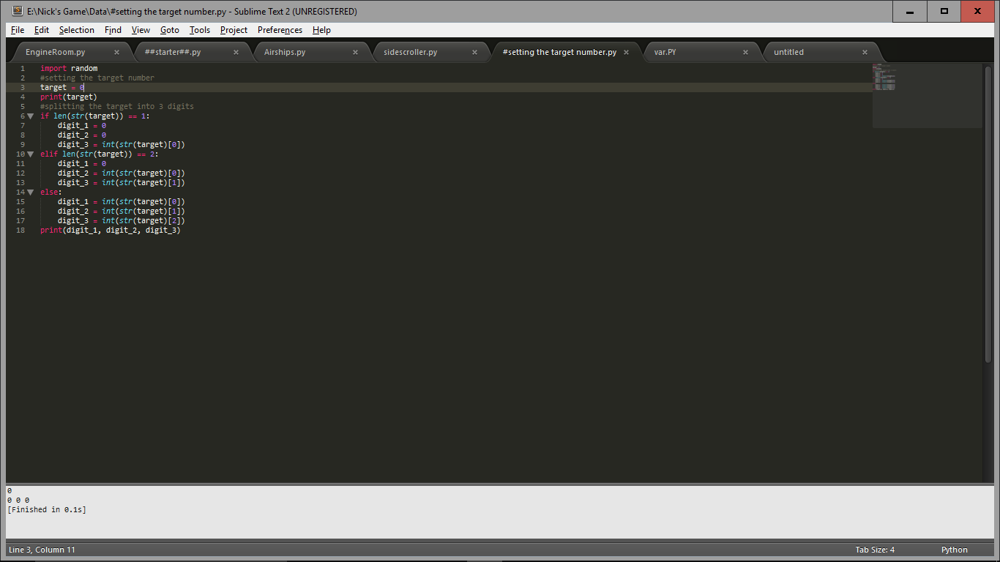 E:\Nick's Game\Data\#setting the target number.py - Sublime Text 2 (UNREGISTERED)
File Edit Selection Find View Goto Tools Project Preferences Help
EngineRoom.py × ##starter##.py × Airships.py × sidescroller.py × #setting the target number.py × var.PY × untitled ×
1 import random
2 #setting the target number
3 target = 0
4 print(target)
5 #splitting the target into 3 digits
6 if len(str(target)) == 1:
7     digit_1 = 0
8     digit_2 = 0
9     digit_3 = int(str(target)[0])
10 elif len(str(target)) == 2:
11     digit_1 = 0
12     digit_2 = int(str(target)[0])
13     digit_3 = int(str(target)[1])
14 else:
15     digit_1 = int(str(target)[0])
16     digit_2 = int(str(target)[1])
17     digit_3 = int(str(target)[2])
18 print(digit_1, digit_2, digit_3)
0
0 0 0
[Finished in 0.1s]
Line 3, Column 11 Tab Size: 4 Python